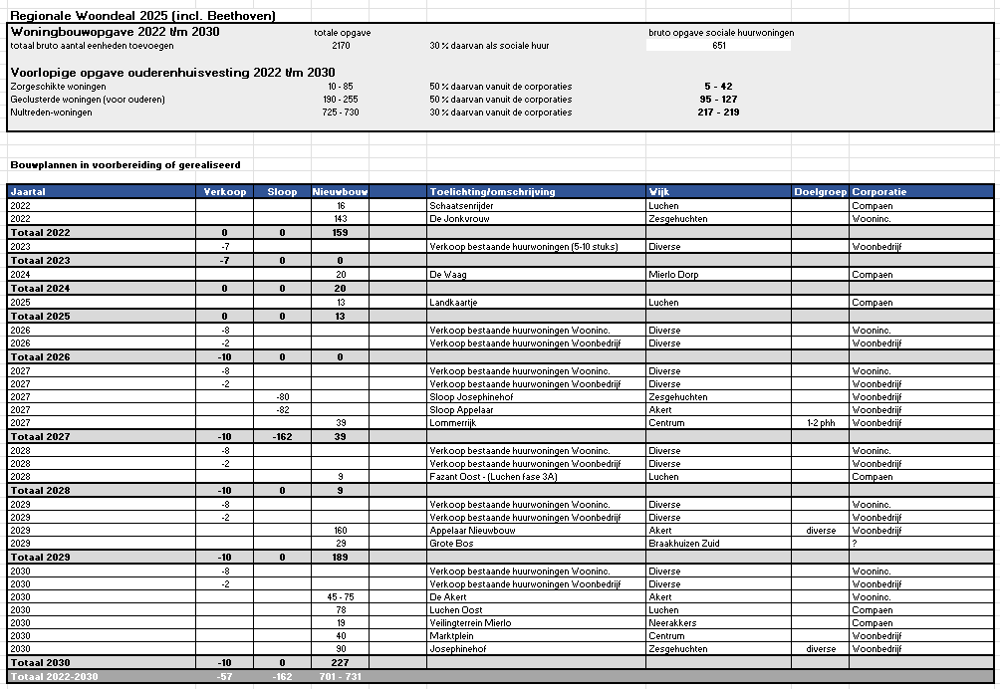 Regionale Woondeal 2025 (incl. Beethoven)
Woningbouwopgave 2022 t/m 2030 totale opgave bruto opgave sociale huurwoningen
totaal bruto aantal eenheden toevoegen 2170 30 % daarvan als sociale huur 651
Voorlopige opgave ouderenhuisvesting 2022 t/m 2030
Zorgeschikte woningen 10 - 85 50 % daarvan vanuit de corporaties 5 - 42
Geclusterde woningen (voor ouderen) 190 - 255 50 % daarvan vanuit de corporaties 95 - 127
Nultreden-woningen 725 - 730 30 % daarvan vanuit de corporaties 217 - 219
Bouwplannen in voorbereiding of gerealiseerd
Jaartal Verkoop Sloop Nieuwbouw Toelichting/omschrijving Wijk Doelgroep Corporatie
2022 16 Schaatsenrijder Luchen Compaen
2022 143 De Jonkvrouw Zesgehuchten Wooninc.
Totaal 2022 0 0 159
2023 -7 Verkoop bestaande huurwoningen (5-10 stuks) Diverse Woonbedrijf
Totaal 2023 -7 0 0
2024 20 De Waag Mierlo Dorp Compaen
Totaal 2024 0 0 20
2025 13 Landkaartje Luchen Compaen
Totaal 2025 0 0 13
2026 -8 Verkoop bestaande huurwoningen Wooninc. Diverse Wooninc.
2026 -2 Verkoop bestaande huurwoningen Woonbedrijf Diverse Woonbedrijf
Totaal 2026 -10 0 0
2027 -8 Verkoop bestaande huurwoningen Wooninc. Diverse Wooninc.
2027 -2 Verkoop bestaande huurwoningen Woonbedrijf Diverse Woonbedrijf
2027 -80 Sloop Josephinehof Zesgehuchten Woonbedrijf
2027 -82 Sloop Appelaar Akert Woonbedrijf
2027 39 Lommerrijk Centrum 1-2 phh Woonbedrijf
Totaal 2027 -10 -162 39
2028 -8 Verkoop bestaande huurwoningen Wooninc. Diverse Wooninc.
2028 -2 Verkoop bestaande huurwoningen Woonbedrijf Diverse Woonbedrijf
2028 9 Fazant Oost - (Luchen fase 3A) Luchen Compaen
Totaal 2028 -10 0 9
2029 -8 Verkoop bestaande huurwoningen Wooninc. Diverse Wooninc.
2029 -2 Verkoop bestaande huurwoningen Woonbedrijf Diverse Woonbedrijf
2029 160 Appelaar Nieuwbouw Akert diverse Woonbedrijf
2029 29 Grote Bos Braakhuizen Zuid ?
Totaal 2029 -10 0 189
2030 -8 Verkoop bestaande huurwoningen Wooninc. Diverse Wooninc.
2030 -2 Verkoop bestaande huurwoningen Woonbedrijf Diverse Woonbedrijf
2030 45 - 75 De Akert Akert Wooninc.
2030 78 Luchen Oost Luchen Compaen
2030 19 Veilingterrein Mierlo Neerakkers Compaen
2030 40 Marktplein Centrum Woonbedrijf
2030 90 Josephinehof Zesgehuchten diverse Woonbedrijf
Totaal 2030 -10 0 227
Totaal 2022-2030 -57 -162 701 - 731